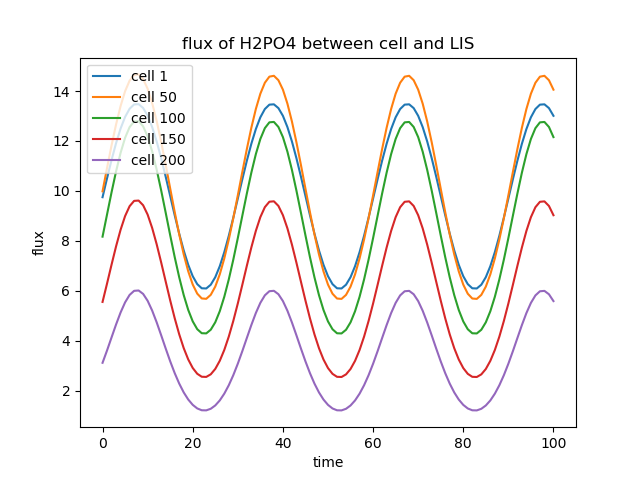 flux of H2PO4 between cell and LIS
cell 1
cell 50
cell 100
cell 150
cell 200
14
12
10
8
6
4
2
flux
0 20 40 60 80 100
time